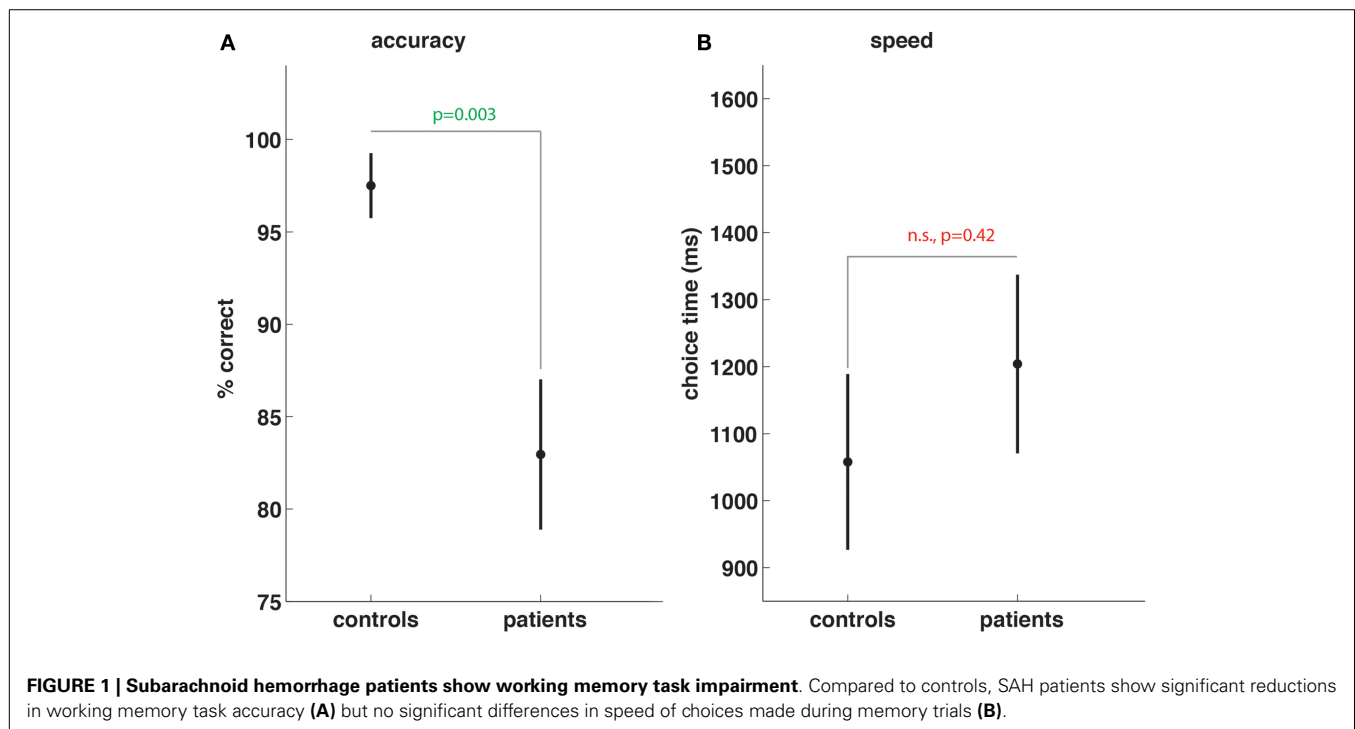 A accuracy
p=0.003
100
95
90
85
80
75
% correct
controls patients
B speed
n.s., p=0.42
1600
1500
1400
1300
1200
1100
1000
900
choice time (ms)
controls patients
FIGURE 1 | Subarachnoid hemorrhage patients show working memory task impairment. Compared to controls, SAH patients show significant reductions
in working memory task accuracy (A) but no significant differences in speed of choices made during memory trials (B).